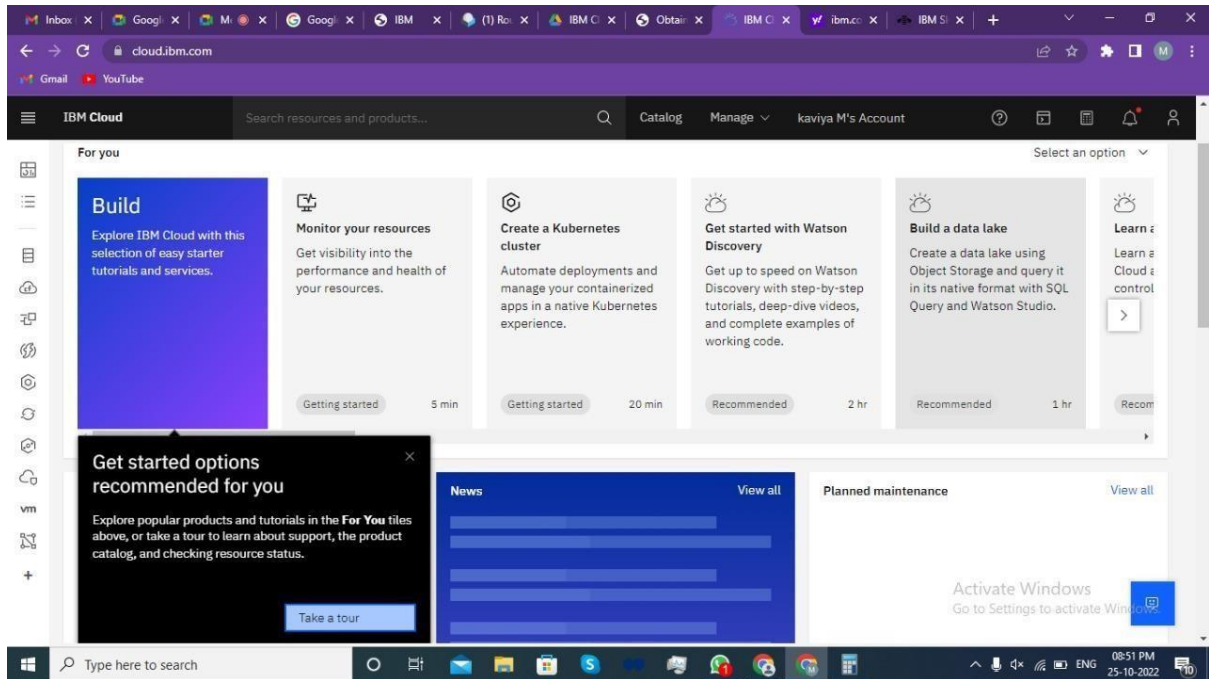 Inbox
Googl
M
Googl
IBM
(1) Ro
IBM Cl
Obtain
IBM Cl
ibm.cc
IBM S
cloud.ibm.com
M
Gmail
YouTube
IBM Cloud
Search resources and products...
Catalog
Manage
kaviya M's Account
For you
Select an option
Build
Explore IBM Cloud with this
selection of easy starter
tutorials and services.
Monitor your resources
Get visibility into the
performance and health of
your resources.
Getting started
5 min
Create a Kubernetes
cluster
Automate deployments and
manage your containerized
apps in a native Kubernetes
experience.
Getting started
20 min
Get started with Watson
Discovery
Get up to speed on Watson
Discovery with step-by-step
tutorials, deep-dive videos,
and complete examples of
working code.
Recommended
2 hr
Build a data lake
Create a data lake using
Object Storage and query it
in its native format with SQL
Query and Watson Studio.
Recommended
1 hr
Learn a
Learn a
Cloud a
control
Recom
vm
Get started options
recommended for you
Explore popular products and tutorials in the For You tiles
above, or take a tour to learn about support, the product
catalog, and checking resource status.
Take a tour
News
View all
Planned maintenance
View all
Activate Windows
Go to Settings to activate Windows.
Type here to search
ENG
08:51 PM
25-10-2022